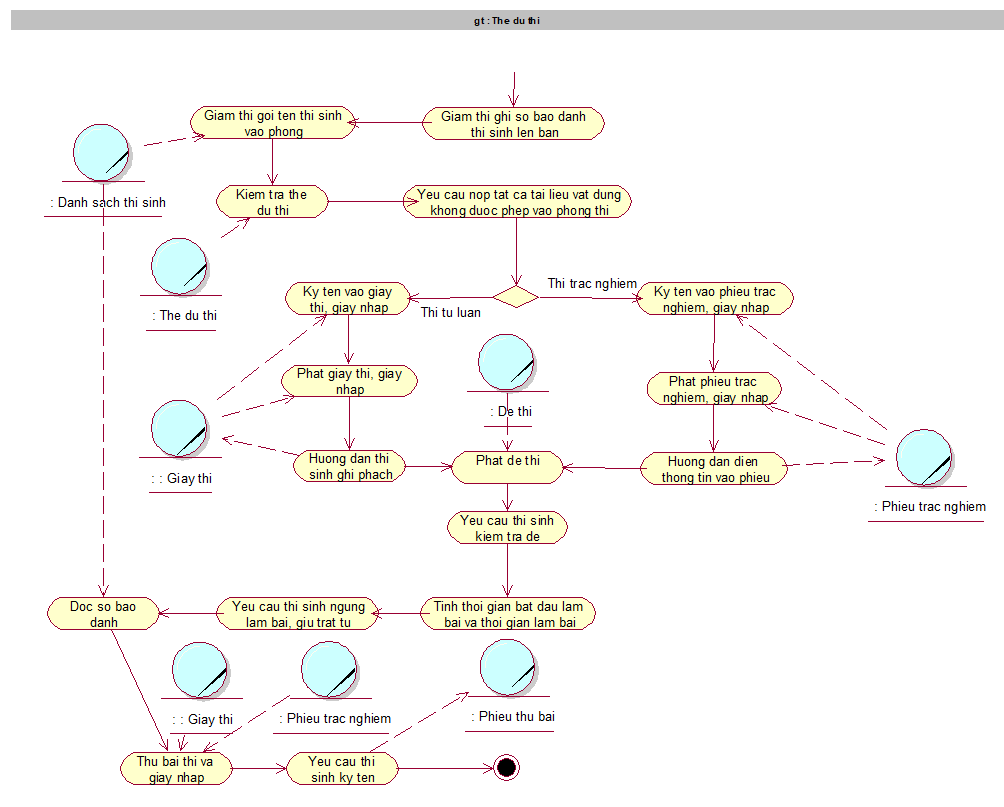 gt : The du thi
Giam thi goi ten thi sinh
vao phong
Giam thi ghi so bao danh
thi sinh len ban
: Danh sach thi sinh
Kiem tra the
du thi
Yeu cau nop tat ca tai lieu vat dung
khong duoc phep vao phong thi
: The du thi
Ky ten vao giay
thi, giay nhap
Thi tu luan
Thi trac nghiem
Ky ten vao phieu trac
nghiem, giay nhap
Phat giay thi, giay
nhap
: De thi
Phat phieu trac
nghiem, giay nhap
: : Giay thi
Huong dan thi
sinh ghi phach
Phat de thi
Huong dan dien
thong tin vao phieu
: Phieu trac nghiem
Yeu cau thi sinh
kiem tra de
Doc so bao
danh
Yeu cau thi sinh ngung
lam bai, giu trat tu
Tinh thoi gian bat dau lam
bai va thoi gian lam bai
: : Giay thi
: Phieu trac nghiem
: Phieu thu bai
Thu bai thi va
giay nhap
Yeu cau thi
sinh ky ten